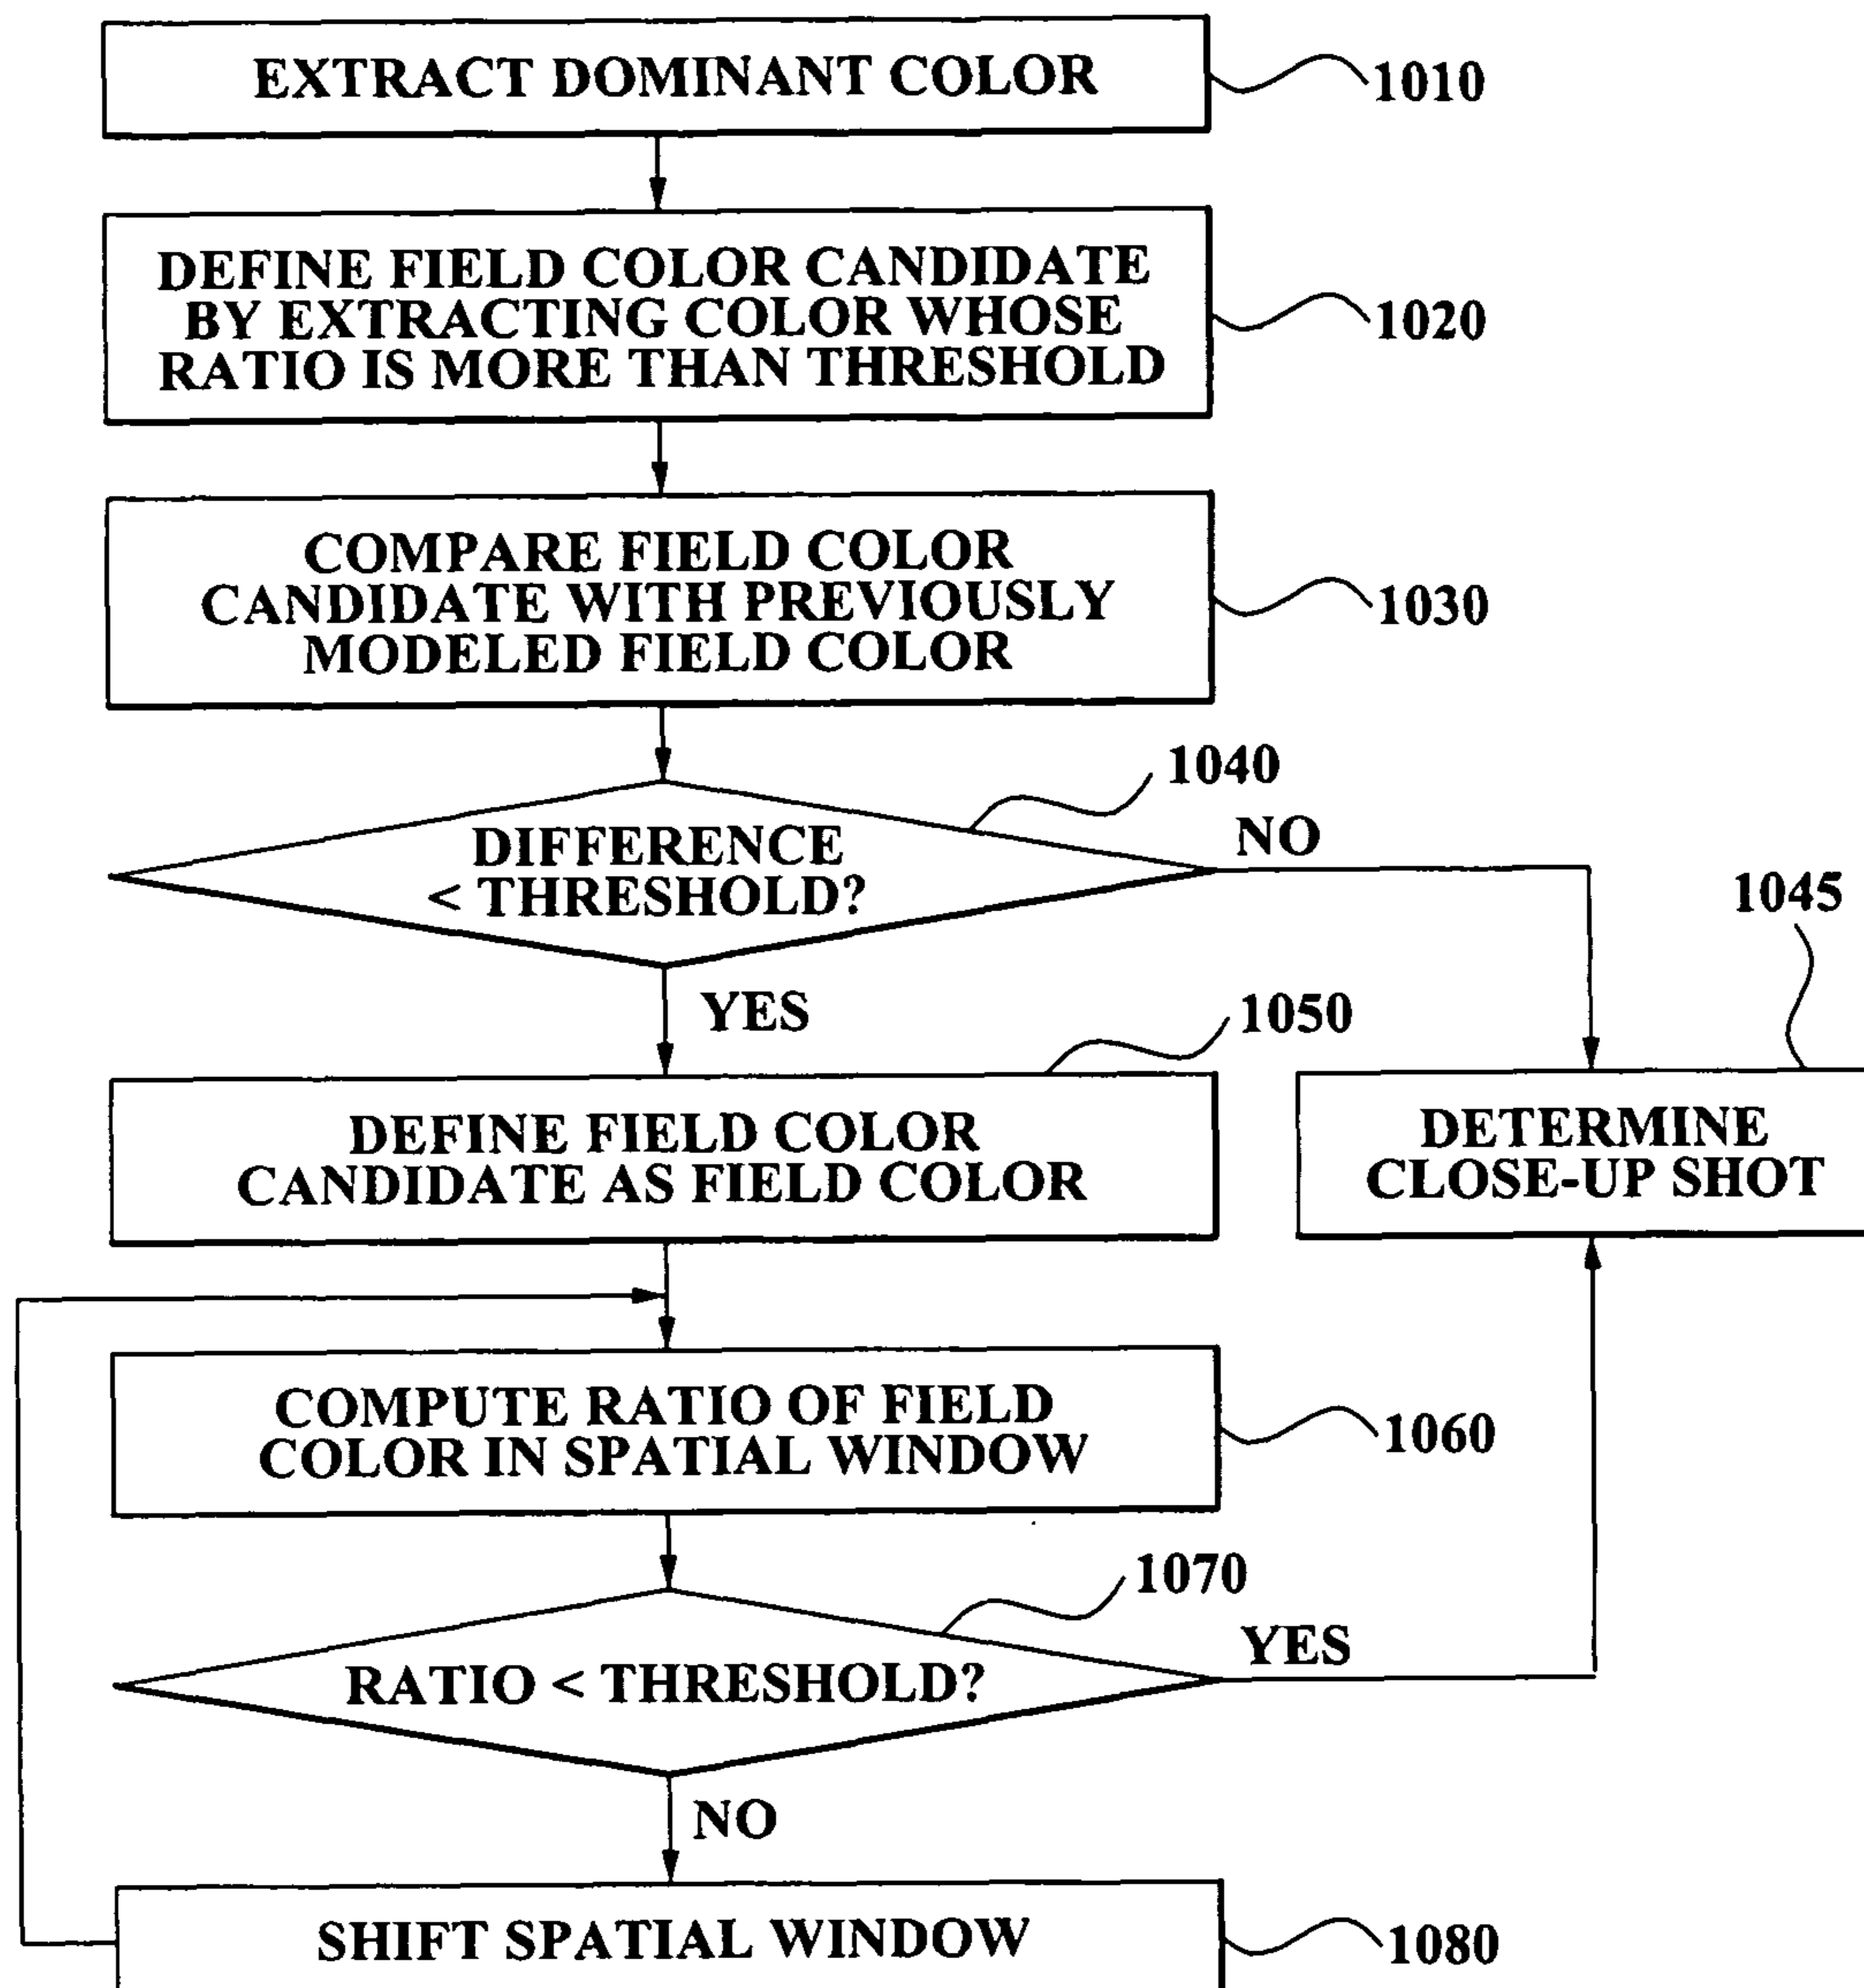 EXTRACT DOMINANT COLOR
1010
DEFINE FIELD COLOR CANDIDATE
BY EXTRACTING COLOR WHOSE
RATIO IS MORE THAN THRESHOLD
1020
COMPARE FIELD COLOR
CANDIDATE WITH PREVIOUSLY
MODELED FIELD COLOR
1030
1040
DIFFERENCE
< THRESHOLD?
NO
1045
YES
1050
DEFINE FIELD COLOR
CANDIDATE AS FIELD COLOR
DETERMINE
CLOSE-UP SHOT
COMPUTE RATIO OF FIELD
COLOR IN SPATIAL WINDOW
1060
1070
RATIO < THRESHOLD?
YES
NO
SHIFT SPATIAL WINDOW
1080